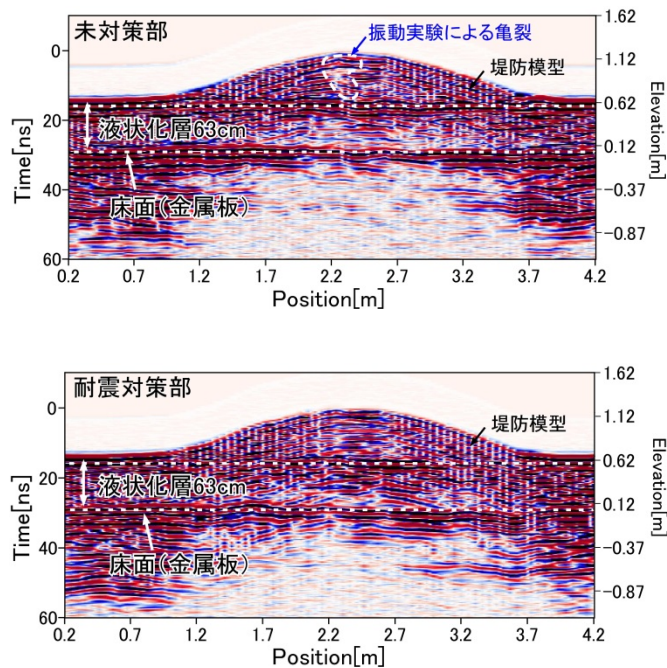 未対策部
振動実験による亀裂
堤防模型
液状化層63cm
床面(金属板)
Time[ns]
0
20
40
60
0.2 0.7 1.2 1.7 2.2 2.7 3.2 3.7 4.2
Position[m]
1.62
1.12
0.62
0.12
-0.37
-0.87
Elevation[m]
耐震対策部
堤防模型
液状化層63cm
床面(金属板)
Time[ns]
0
20
40
60
0.2 0.7 1.2 1.7 2.2 2.7 3.2 3.7 4.2
Position[m]
1.62
1.12
0.62
0.12
-0.37
-0.87
Elevation[m]